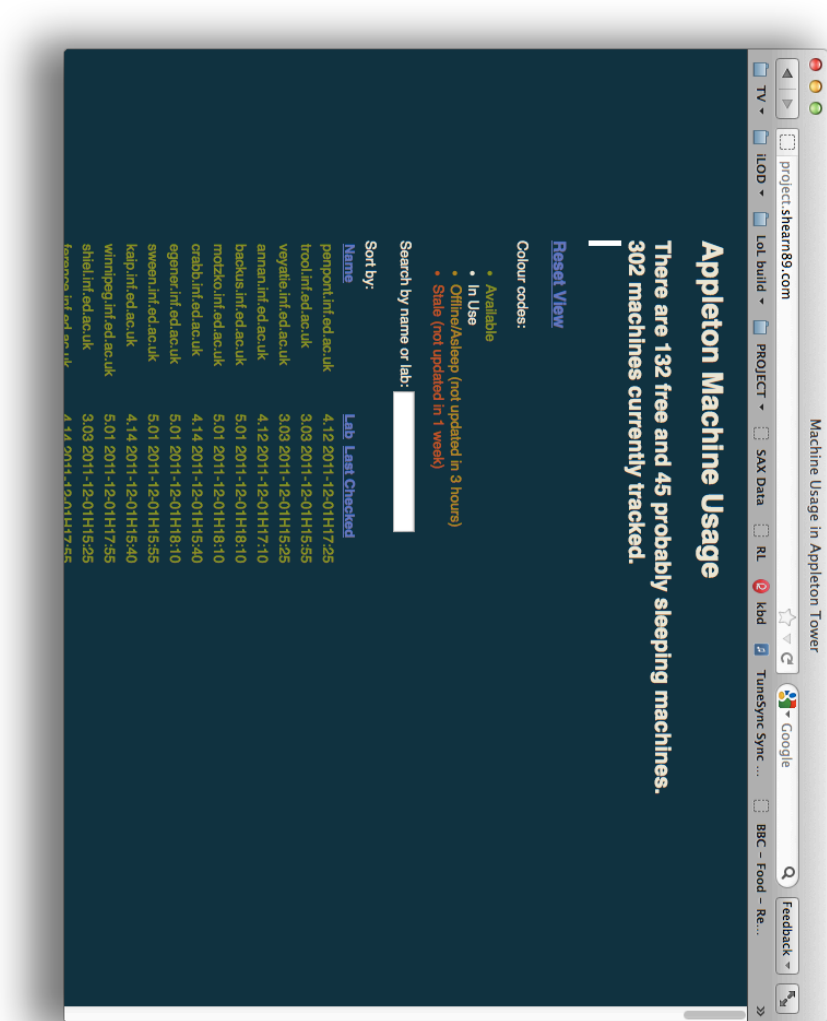 Machine Usage in Appleton Tower
project.shearn89.com
Google
Feedback
TV
iLOD
LoL build
PROJECT
SAX Data
RL
kbd
TuneSync Sync ...
BBC - Food - Re...
»
Appleton Machine Usage
There are 132 free and 45 probably sleeping machines.
302 machines currently tracked.
Reset View
Colour codes:
• Available
• In Use
• Offline/Asleep (not updated in 3 hours)
• Stale (not updated in 1 week)
Search by name or lab:
Sort by:
Name Lab Last Checked
penpont.inf.ed.ac.uk 4.12 2011-12-01H17:25
trool.inf.ed.ac.uk 3.03 2011-12-01H15:55
veyatie.inf.ed.ac.uk 3.03 2011-12-01H15:25
annan.inf.ed.ac.uk 4.12 2011-12-01H17:10
backus.inf.ed.ac.uk 5.01 2011-12-01H18:10
motzko.inf.ed.ac.uk 5.01 2011-12-01H18:10
crabb.inf.ed.ac.uk 4.14 2011-12-01H15:40
egener.inf.ed.ac.uk 5.01 2011-12-01H18:10
sween.inf.ed.ac.uk 5.01 2011-12-01H15:55
kaip.inf.ed.ac.uk 4.14 2011-12-01H15:40
winnipeg.inf.ed.ac.uk 5.01 2011-12-01H17:55
shiel.inf.ed.ac.uk 3.03 2011-12-01H15:25
4.14 2011-12-01H17:55